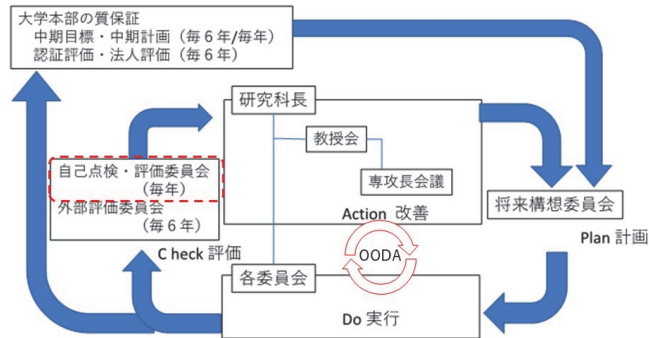 大学本部の質保証
中期目標・中期計画（毎６年/毎年）
認証評価・法人評価（毎６年）
研究科長
教授会
専攻長会議
自己点検・評価委員会
（毎年）
外部評価委員会
（毎６年）
Action 改善
将来構想委員会
Plan 計画
C heck 評価
OODA
各委員会
Do 実行